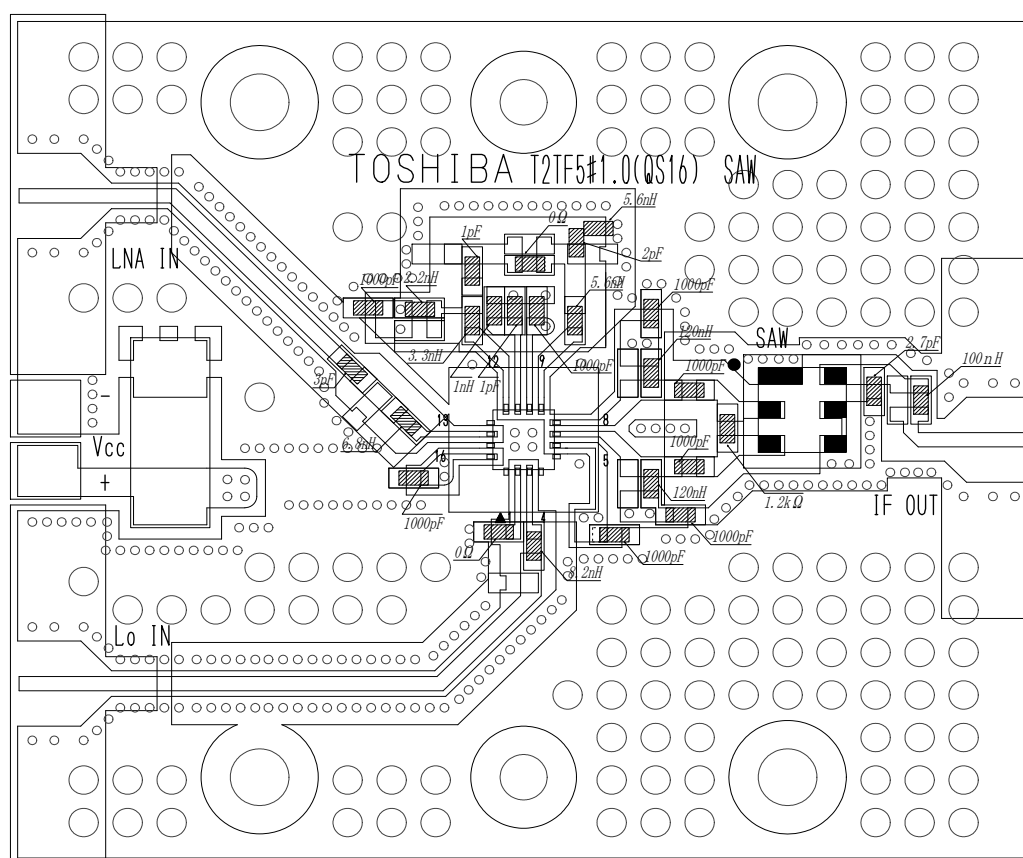 TOSHIBA T2TF5#1.0(QS16) SAW
5.6nH
0Ω
1pF
2pF
LNA IN
1000pF
2.2nH
5.6nH
1000pF
120nH
SAW
2.7pF
3.3nH
12
9
1000pF
1000pF
100nH
3pF
1nH
1pF
-
13
8
6.8nH
Vcc
16
5
1000pF
+
120nH
1.2kΩ
IF OUT
1000pF
1
4
1000pF
0Ω
8.2nH
1000pF
Lo IN